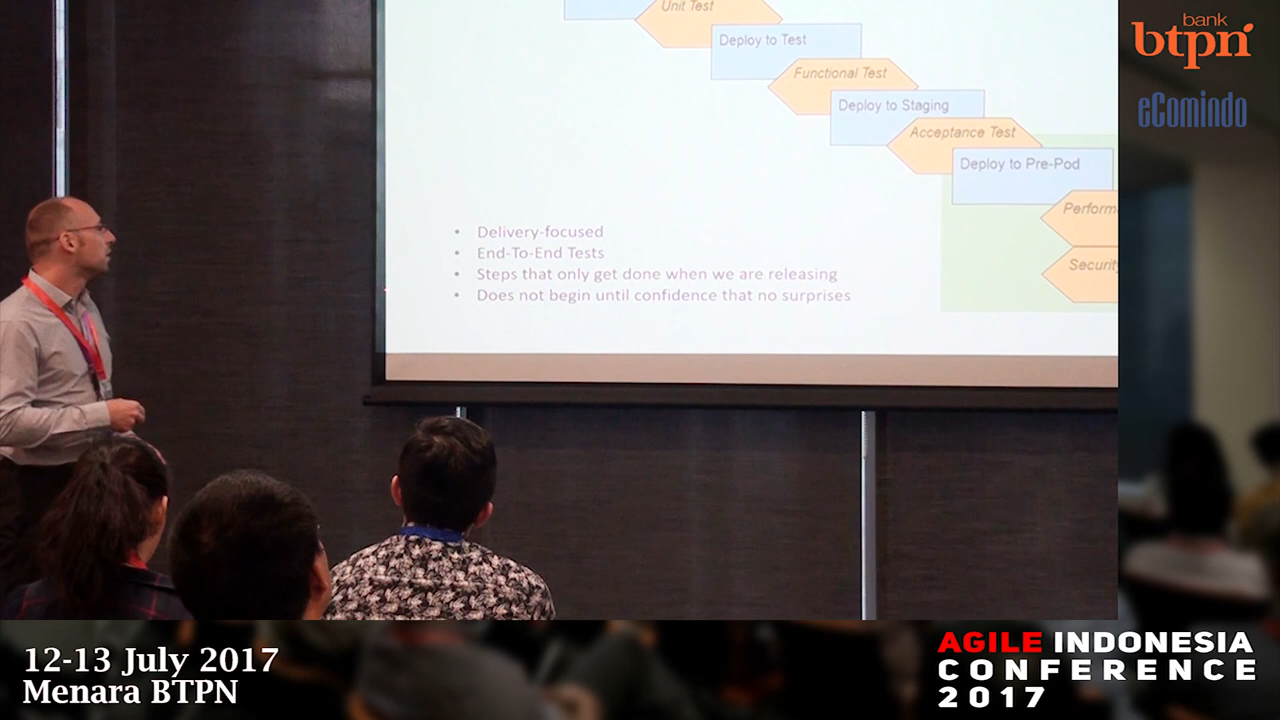 Unit Test
Deploy to Test
Functional Test
Deploy to Staging
Acceptance Test
Deploy to Pre-Pod
Perform
Security
• Delivery-focused
• End-To-End Tests
• Steps that only get done when we are releasing
• Does not begin until confidence that no surprises
bank
btpn
eComindo
12-13 July 2017
Menara BTPN
AGILE INDONESIA
CONFERENCE
2017